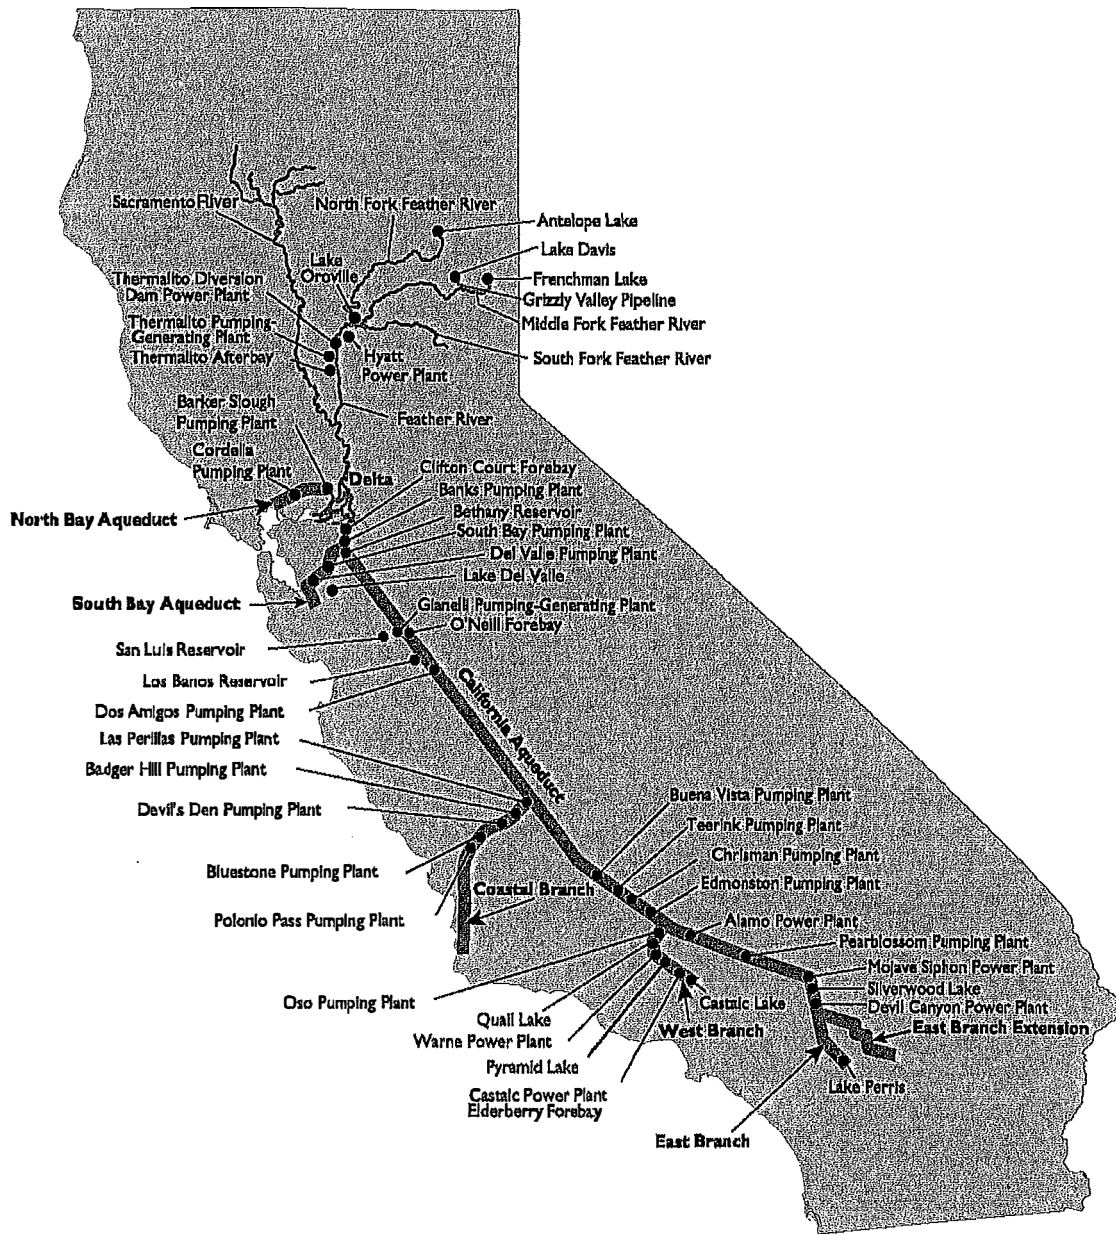 Sacramento River
North Fork Feather River
Antelope Lake
Lake Davis
Lake
Oroville
Thermalito Diversion
Dam Power Plant
Frenchman Lake
Grizzly Valley Pipeline
Middle Fork Feather River
Thermalito Pumping-
Generating Plant
Thermalito Afterbay
Hyatt
Power Plant
South Fork Feather River
Barker Slough
Pumping Plant
Feather River
Cordelia
Pumping Plant
Delta
Clifton Court Forebay
Banks Pumping Plant
Bethany Reservoir
North Bay Aqueduct
South Bay Pumping Plant
Del Valle Pumping Plant
Lake Del Valle
South Bay Aqueduct
Gianelli Pumping-Generating Plant
O'Neill Forebay
San Luis Reservoir
Los Banos Reservoir
Dos Amigos Pumping Plant
California Aqueduct
Las Perillas Pumping Plant
Badger Hill Pumping Plant
Devil's Den Pumping Plant
Buena Vista Pumping Plant
Teerink Pumping Plant
Chrisman Pumping Plant
Bluestone Pumping Plant
Coastal Branch
Edmonston Pumping Plant
Polonio Pass Pumping Plant
Alamo Power Plant
Pearblossom Pumping Plant
Mojave Siphon Power Plant
Silverwood Lake
Devil Canyon Power Plant
Oso Pumping Plant
Castaic Lake
Quail Lake
West Branch
East Branch Extension
Warne Power Plant
Pyramid Lake
Lake Perris
Castaic Power Plant
Elderberry Forebay
East Branch